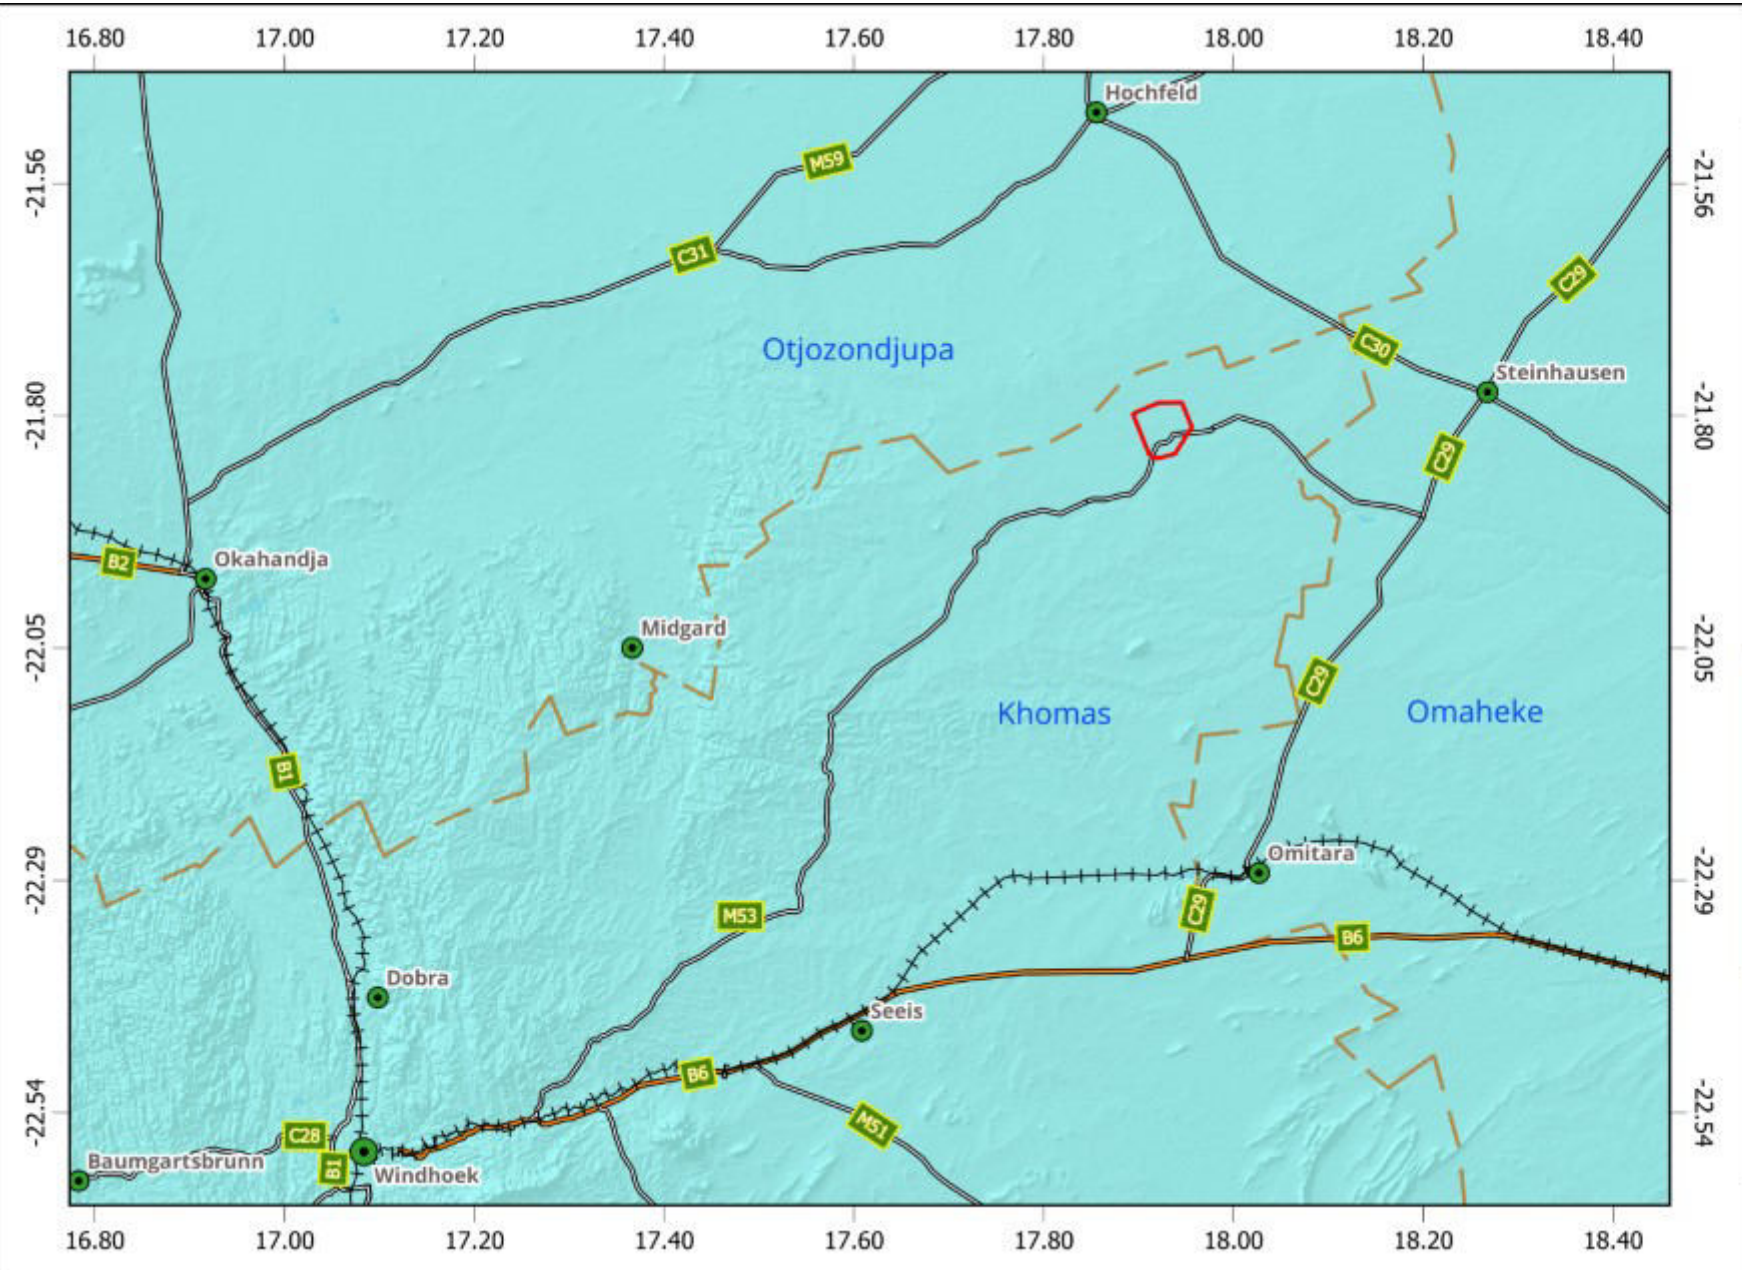 16.80 17.00 17.20 17.40 17.60 17.80 18.00 18.20 18.40
Hochfeld
M59
-21.56
-21.56
C31
C29
Otjozondjupa
C30
Steinhausen
-21.80
-21.80
C29
B2
Okahandja
Midgard
-22.05
-22.05
C29
Khomas
Omaheke
B1
Omitara
-22.29
-22.29
M53
C29
B6
Dobra
Seeis
B6
M51
-22.54
-22.54
C28
Baumgartsbrunn
B1
Windhoek
16.80 17.00 17.20 17.40 17.60 17.80 18.00 18.20 18.40